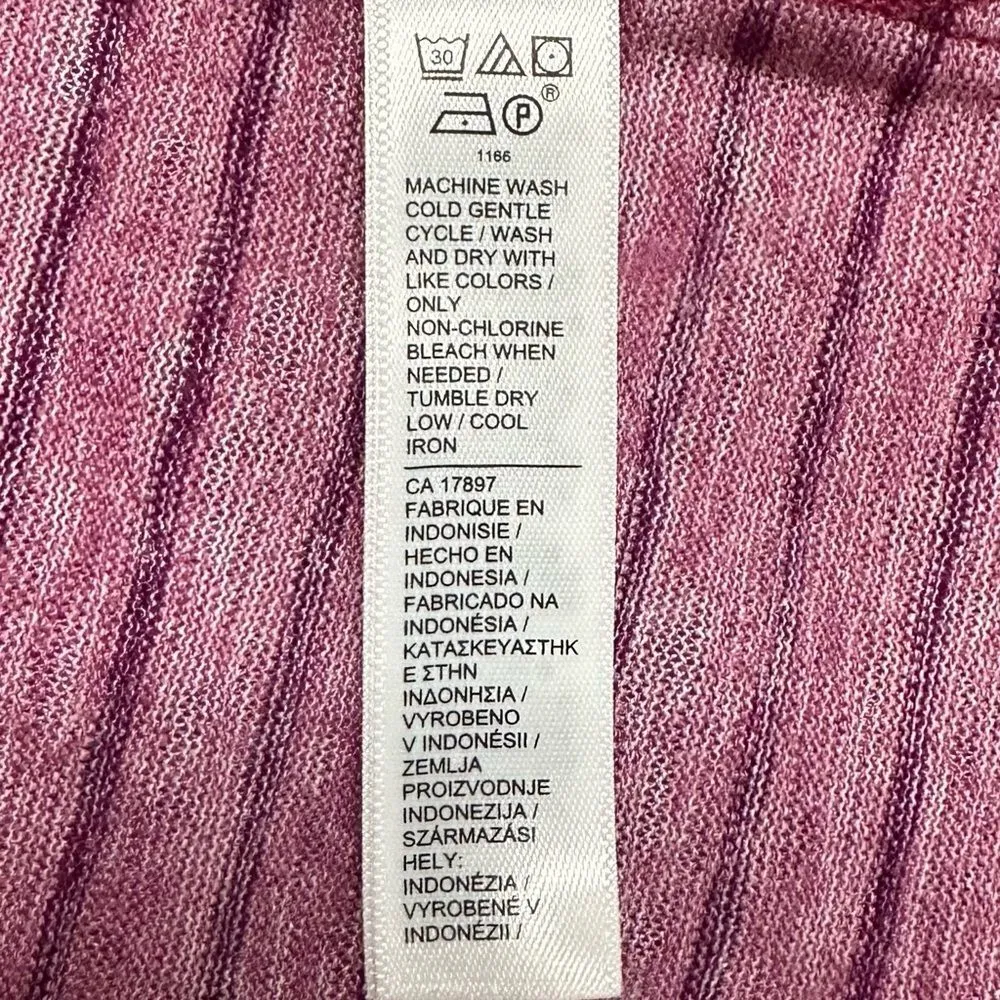 30
P ®
1166
MACHINE WASH
COLD GENTLE
CYCLE / WASH
AND DRY WITH
LIKE COLORS /
ONLY
NON-CHLORINE
BLEACH WHEN
NEEDED /
TUMBLE DRY
LOW / COOL
IRON
CA 17897
FABRIQUE EN
INDONISIE /
HECHO EN
INDONESIA /
FABRICADO NA
INDONÉSIA /
ΚΑΤΑΣΚΕΥΑΣΤΗΚ
Ε ΣΤΗΝ
ΙΝΔΟΝΗΣΙΑ /
VYROBENO
V INDONÉSII /
ZEMLJA
PROIZVODNJE
INDONEZIJA /
SZÁRMAZÁSI
HELY:
INDONÉZIA /
VYROBENÉ V
INDONÉZII /